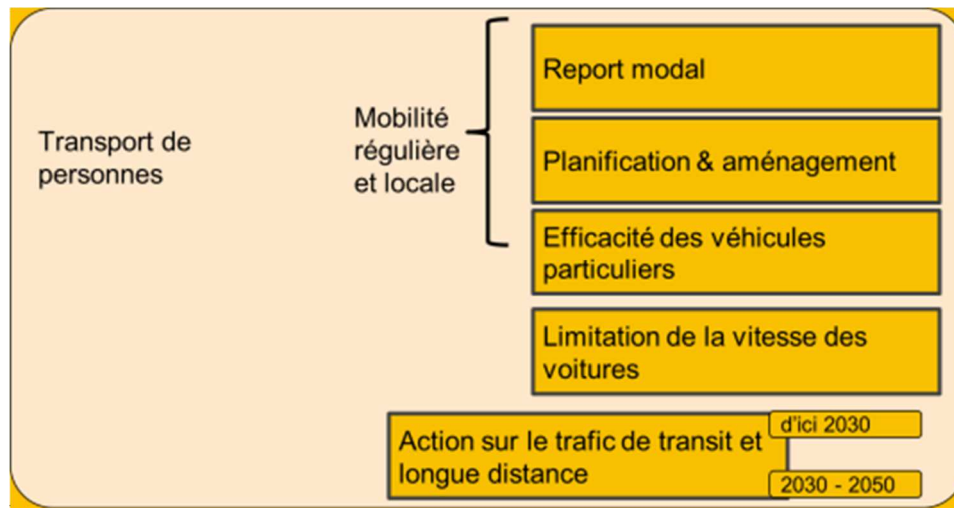 Transport de
personnes
Mobilité
régulière
et locale
Report modal
Planification & aménagement
Efficacité des véhicules
particuliers
Limitation de la vitesse des
voitures
Action sur le trafic de transit et
longue distance
d'ici 2030
2030 - 2050